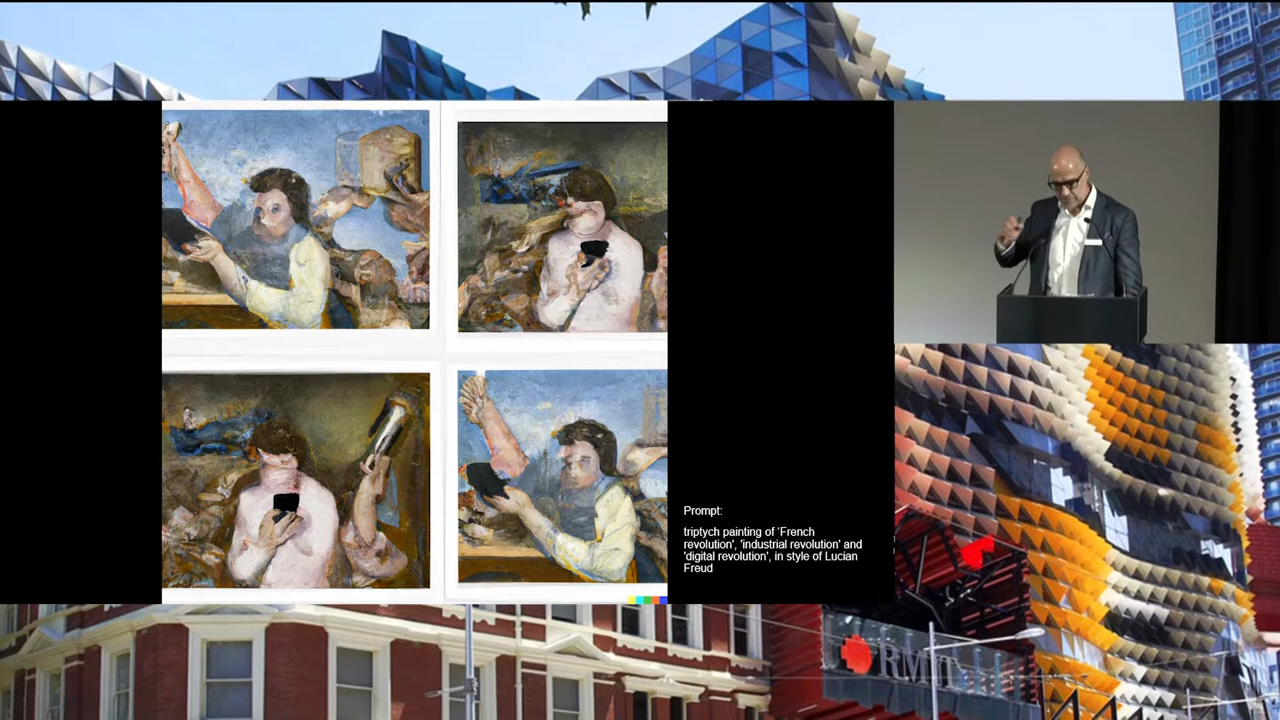 Prompt:
triptych painting of 'French
revolution', 'industrial revolution' and
'digital revolution', in style of Lucian
Freud
RMIT